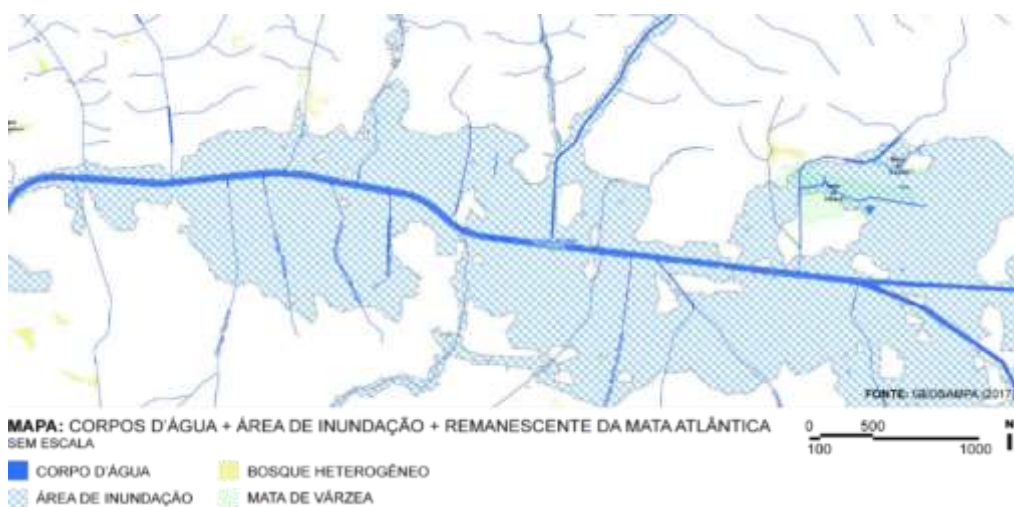 FONTE: GEOSAMPA (2017)
MAPA: CORPOS D'ÁGUA + ÁREA DE INUNDAÇÃO + REMANESCENTE DA MATA ATLÂNTICA
SEM ESCALA
0 500 N
100 1000
CORPO D'ÁGUA
BOSQUE HETEROGÊNEO
ÁREA DE INUNDAÇÃO
MATA DE VÁRZEA